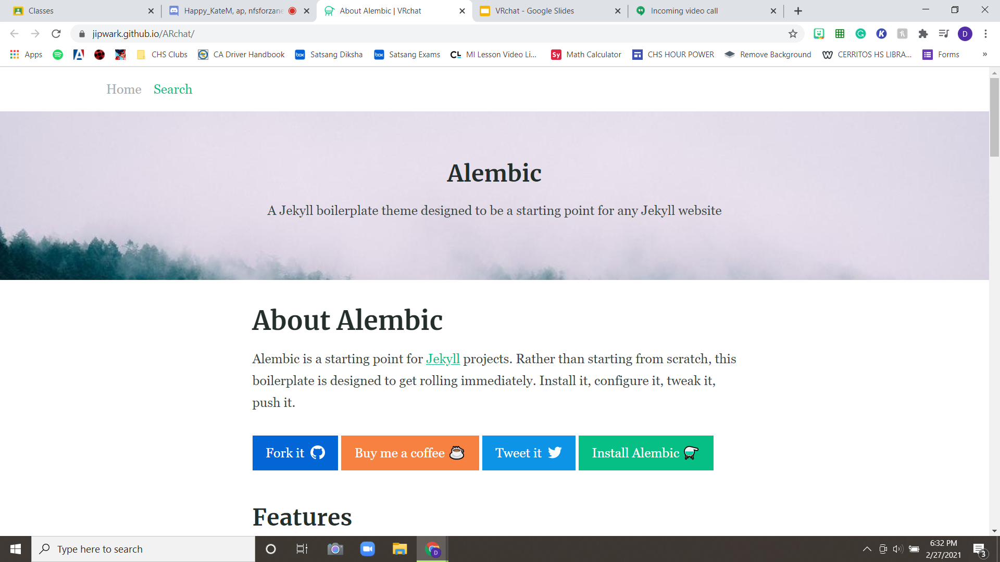 Classes
Happy_KateM, ap, nfsforzane
About Alembic | VRchat
VRchat - Google Slides
Incoming video call
jipwark.github.io/ARchat/
D
Apps
CHS Clubs
CA Driver Handbook
box
Satsang Diksha
box
Satsang Exams
CL
MI Lesson Video Li...
Sy
Math Calculator
CHS HOUR POWER
Remove Background
CERRITOS HS LIBRA...
Forms
»
Home
Search
Alembic
A Jekyll boilerplate theme designed to be a starting point for any Jekyll website
About Alembic
Alembic is a starting point for Jekyll projects. Rather than starting from scratch, this
boilerplate is designed to get rolling immediately. Install it, configure it, tweak it,
push it.
Fork it
Buy me a coffee
Tweet it
Install Alembic
Features
Type here to search
D
6:32 PM
2/27/2021
3